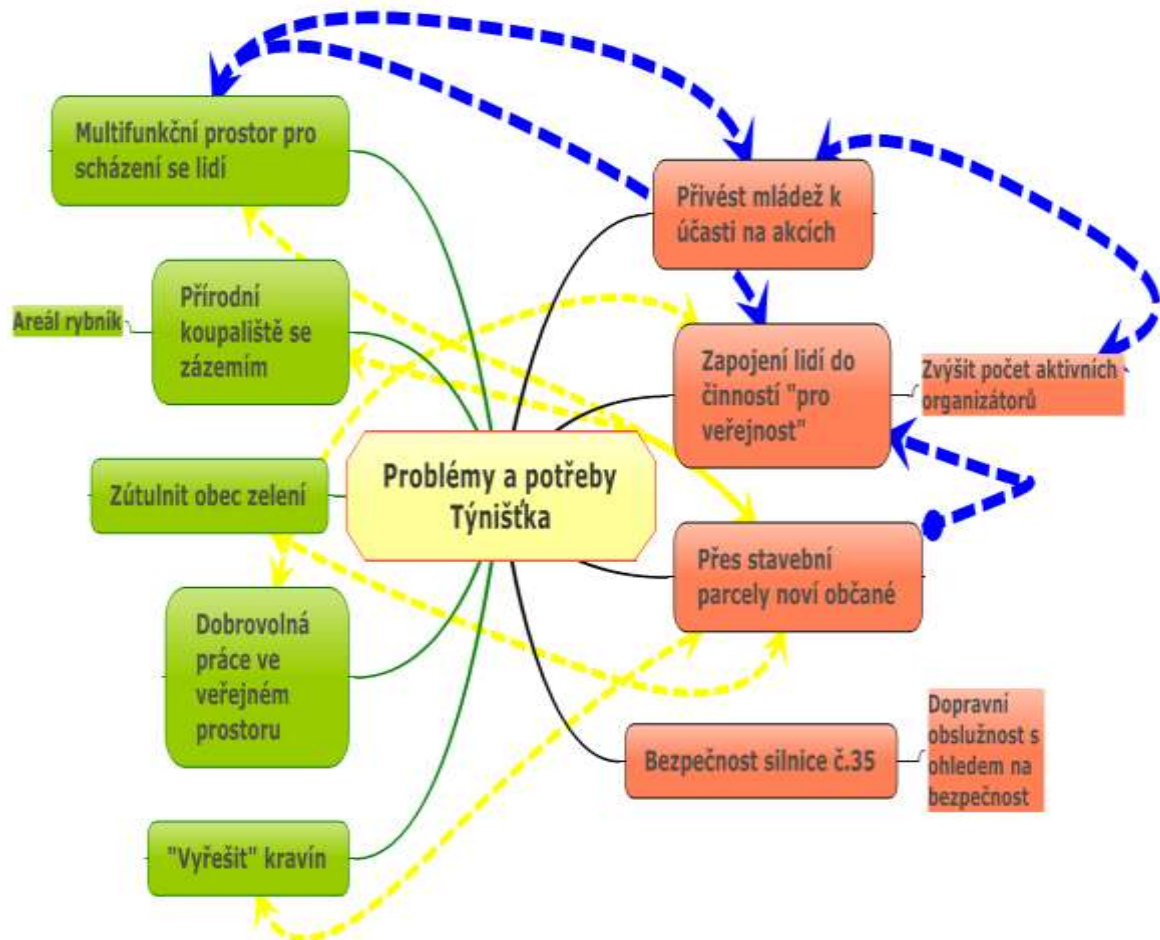 Multifunkční prostor pro
scházení se lidí
Přírodní
koupaliště se
zázemím
Areál rybník
Zútulnit obec zelení
Dobrovolná
práce ve
veřejném
prostoru
"Vyřešit" kravín
Problémy a potřeby
Týnišťka
Přivést mládež k
účasti na akcích
Zapojení lidí do
činností "pro
veřejnost"
Zvýšit počet aktivních
organizátorů
Přes stavební
parcely noví občané
Bezpečnost silnice č.35
Dopravní
obslužnost s
ohledem na
bezpečnost